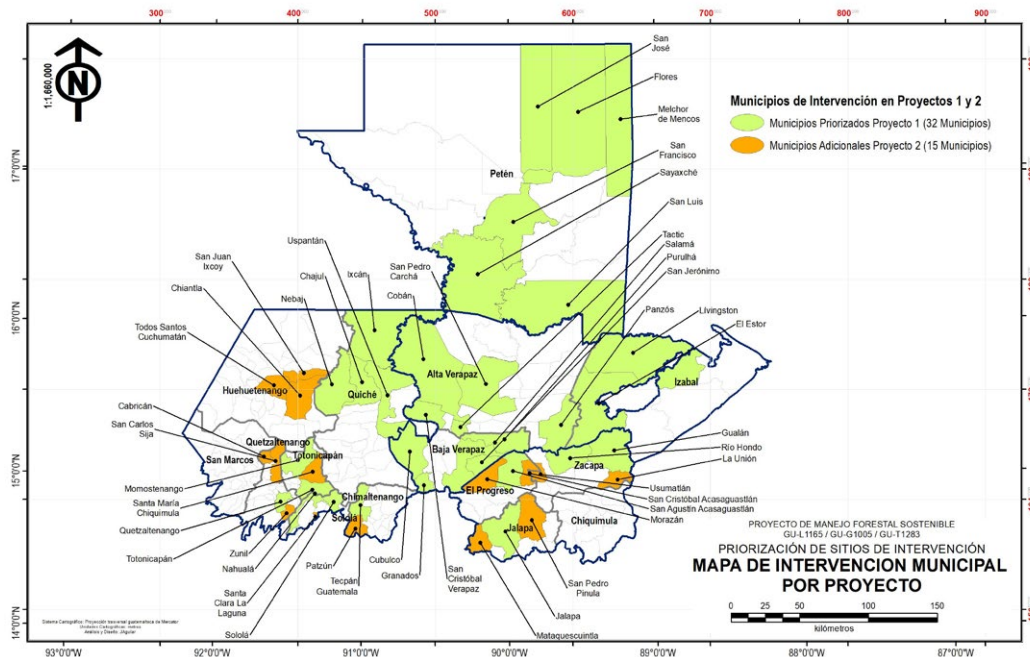 300
400
500
600
700
800
900
1:1,660,000
N
San
José
Flores
Melchor
de Mencos
Municipios de Intervención en Proyectos 1 y 2
Municipios Priorizados Proyecto 1 (32 Municipios)
Municipios Adicionales Proyecto 2 (15 Municipios)
San
Francisco
Petén
Sayaxché
17°0'0"N
San Luis
Tactic
Salamá
Purulhá
San Jerónimo
Uspantán
San Juan
Ixcoy
Chajul
Ixcán
San Pedro
Carchá
Chiantla
Nebaj
Cobán
Panzós
Livingston
16°0'0"N
El Estor
Todos Santos
Cuchumatán
Alta Verapaz
Izabal
Huehuetenango
Quiché
Cabricán
San Carlos
Sija
Quetzaltenango
Baja Verapaz
Gualán
San Marcos
Totonicapán
Zacapa
Río Hondo
La Unión
15°0'0"N
Momostenango
El Progreso
Usumatlán
Santa María
Chiquimula
Chimaltenango
San Cristóbal Acasaguastlán
San Agustín Acasaguastlán
Quetzaltenango
Sololá
Jalapa
Chiquimula
Morazán
Totonicapán
Zunil
Nahualá
Patzún
Tecpán
Guatemala
Cubulco
Granados
San
Cristóbal
Verapaz
San Pedro
Pinula
Santa
Clara La
Laguna
Jalapa
Sololá
Mataquescuintla
PROYECTO DE MANEJO FORESTAL SOSTENIBLE
GU-L1165 / GU-G1005 / GU-T1283
PRIORIZACIÓN DE SITIOS DE INTERVENCIÓN
MAPA DE INTERVENCION MUNICIPAL
POR PROYECTO
0 25 50 100 150
kilómetros
14°0'0"N
93°0'0"W
92°0'0"W
91°0'0"W
90°0'0"W
89°0'0"W
88°0'0"W
87°0'0"W